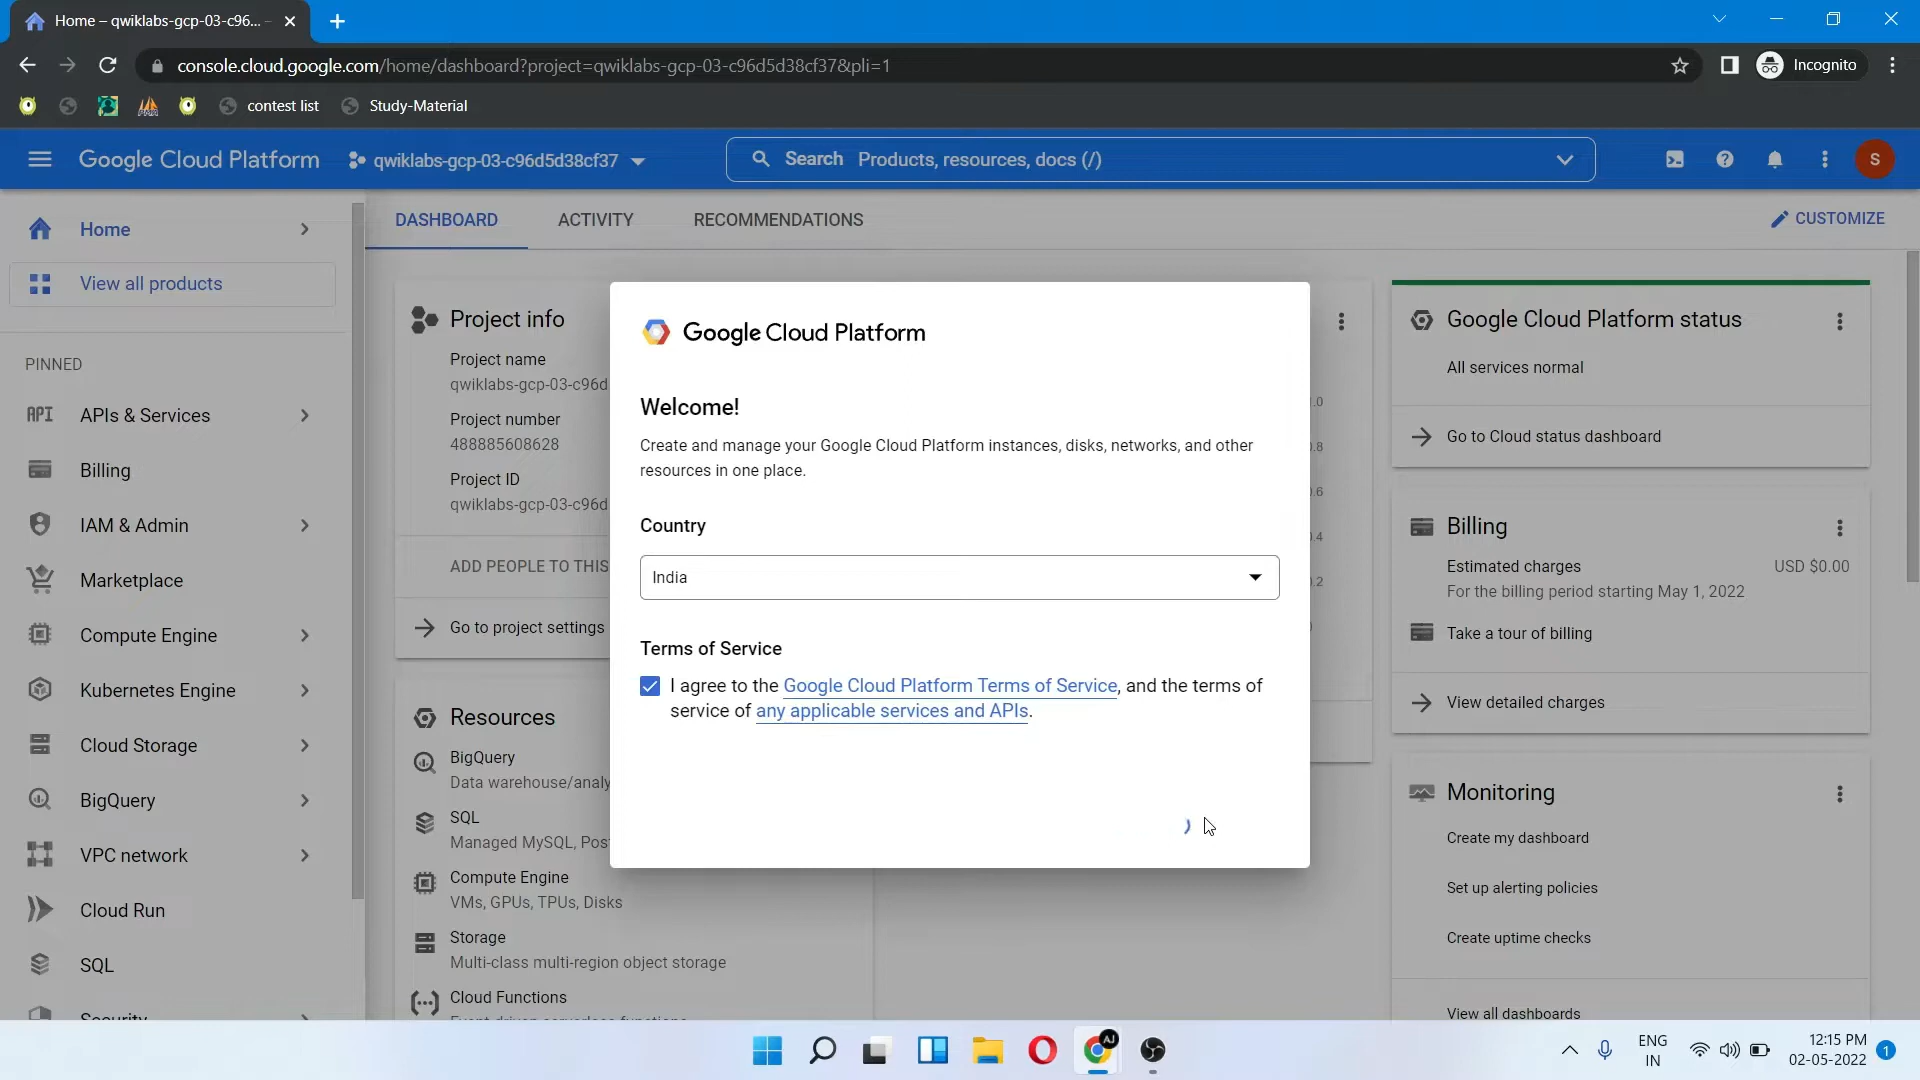 Home – qwiklabs-gcp-03-c96...
console.cloud.google.com/home/dashboard?project=qwiklabs-gcp-03-c96d5d38cf37&pli=1
Incognito
contest list
Study-Material
Google Cloud Platform
qwiklabs-gcp-03-c96d5d38cf37
Search Products, resources, docs (/)
S
Home
View all products
PINNED
API APIs & Services
Billing
IAM & Admin
Marketplace
Compute Engine
Kubernetes Engine
Cloud Storage
BigQuery
VPC network
Cloud Run
SQL
DASHBOARD
ACTIVITY
RECOMMENDATIONS
CUSTOMIZE
Project info
Project name
qwiklabs-gcp-03-c96d
Project number
488885608628
Project ID
qwiklabs-gcp-03-c96d
ADD PEOPLE TO THIS
Go to project settings
Resources
BigQuery
Data warehouse/analy
SQL
Managed MySQL, Pos
Compute Engine
VMs, GPUs, TPUs, Disks
Storage
Multi-class multi-region object storage
Cloud Functions
Google Cloud Platform
Welcome!
Create and manage your Google Cloud Platform instances, disks, networks, and other
resources in one place.
Country
India
Terms of Service
I agree to the Google Cloud Platform Terms of Service, and the terms of
service of any applicable services and APIs.
.0
.8
.6
.4
.2
Google Cloud Platform status
All services normal
Go to Cloud status dashboard
Billing
Estimated charges
USD $0.00
For the billing period starting May 1, 2022
Take a tour of billing
View detailed charges
Monitoring
Create my dashboard
Set up alerting policies
Create uptime checks
View all dashboards
AJ
ENG
IN
12:15 PM
02-05-2022
1